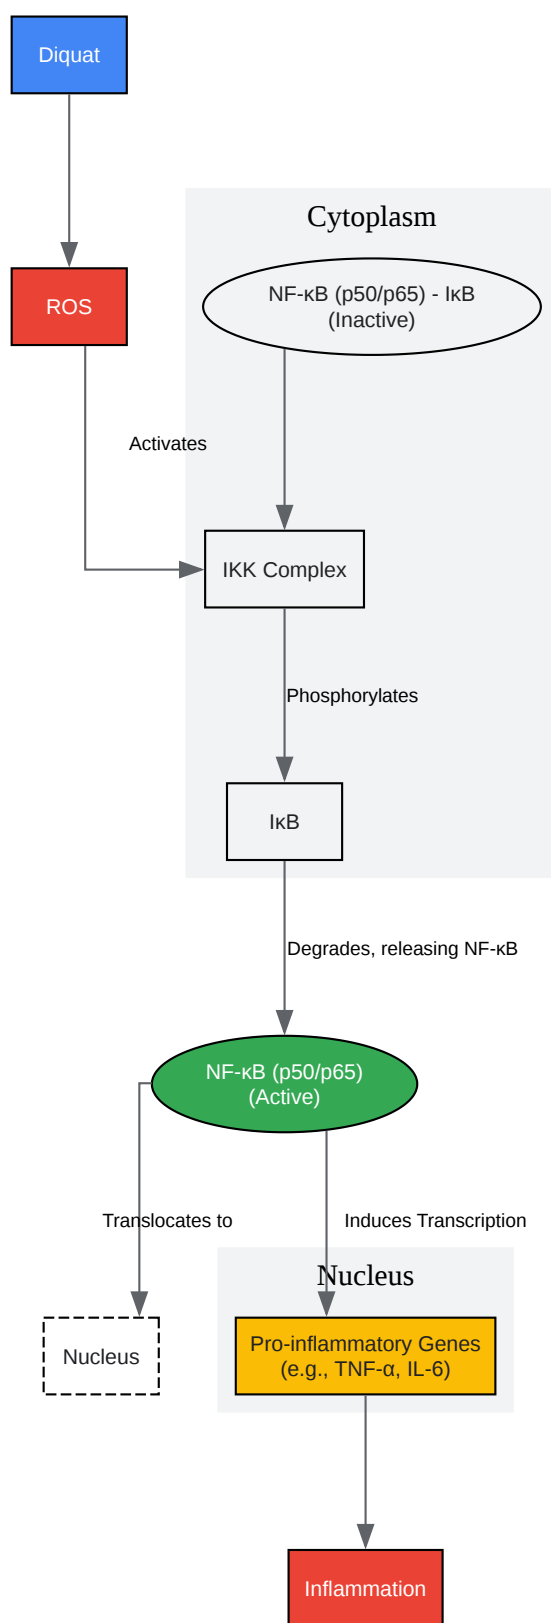 Diquat
Cytoplasm
ROS
NF-κB (p50/p65) - IκB
(Inactive)
Activates
IKK Complex
Phosphorylates
IκB
Degrades, releasing NF-κB
NF-κB (p50/p65)
(Active)
Translocates to
Induces Transcription
Nucleus
Nucleus
Pro-inflammatory Genes
(e.g., TNF-α, IL-6)
Inflammation